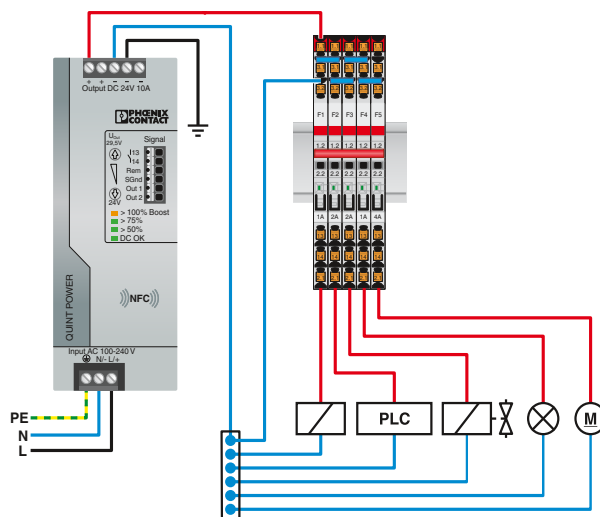 + + − − −
Output DC 24V 10A
PHŒNIX
CONTACT
UOut
29,5V
Signal
13
14
Rem
SGnd
Out 1
Out 2
24V
> 100% Boost
> 75%
> 50%
DC OK
QUINT POWER
NFC
Input AC 100-240 V
N/- L/+
PE
N
L
F1 F2 F3 F4 F5
1.2 1.2 1.2 1.2 1.2
2.2 2.2 2.2 2.2 2.2
1A 2A 2A 1A 4A
PLC
M